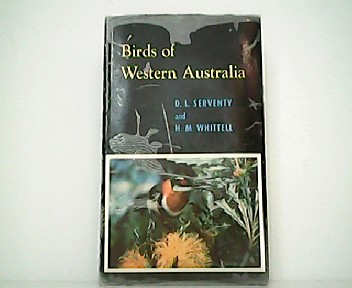 Birds of
Western Australia
D. L. SERVENTY
and
H. M. WHITTELL